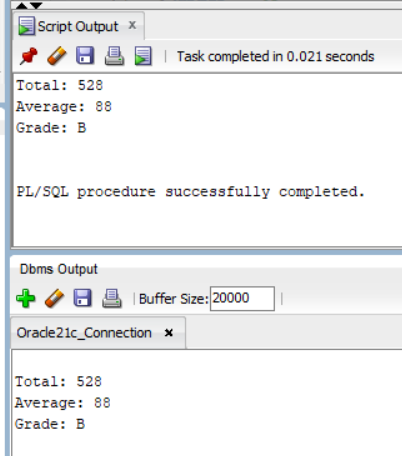 Script Output x
Task completed in 0.021 seconds
Total: 528
Average: 88
Grade: B
PL/SQL procedure successfully completed.
Dbms Output
Buffer Size: 20000
Oracle21c_Connection x
Total: 528
Average: 88
Grade: B